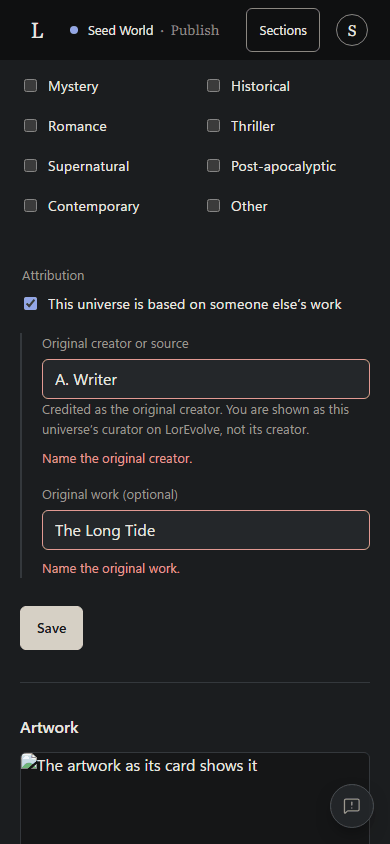 L
Seed World · Publish
Sections
S
Mystery
Historical
Romance
Thriller
Supernatural
Post-apocalyptic
Contemporary
Other
Attribution
This universe is based on someone else's work
Original creator or source
A. Writer
Credited as the original creator. You are shown as this
universe's curator on LorEvolve, not its creator.
Name the original creator.
Original work (optional)
The Long Tide
Name the original work.
Save
Artwork
The artwork as its card shows it